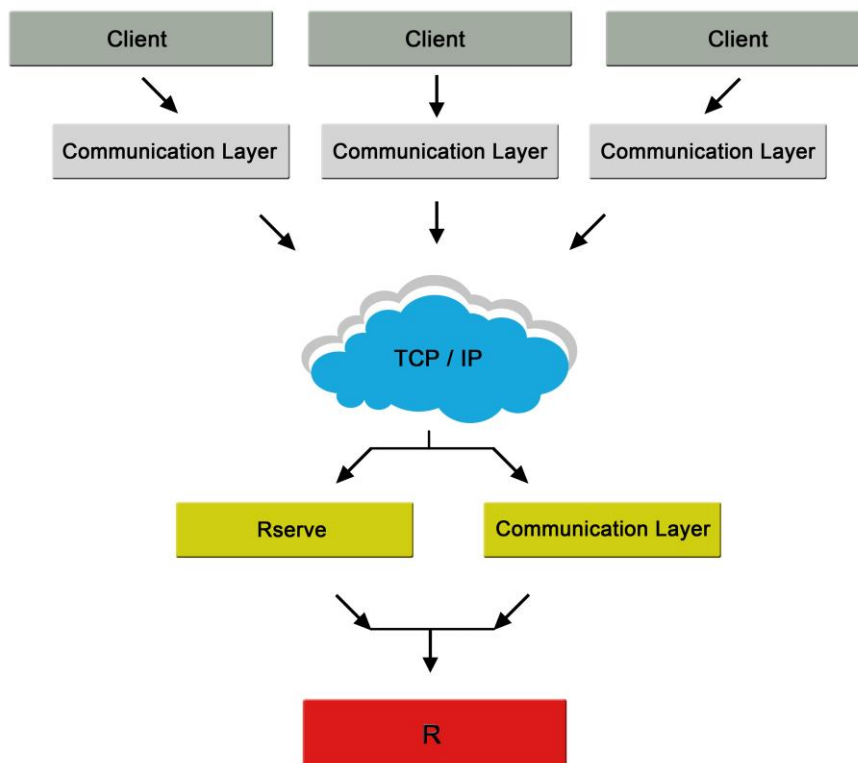 Client
Client
Client
Communication Layer
Communication Layer
Communication Layer
TCP / IP
Rserve
Communication Layer
R